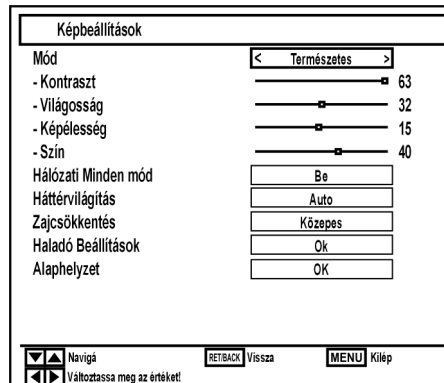 Képbeállítások
Mód < Természetes >
- Kontraszt 63
- Világosság 32
- Képélesség 15
- Szín 40
Hálózati Minden mód Be
Háttérvilágítás Auto
Zajcsökkentés Közepes
Haladó Beállítások Ok
Alaphelyzet OK
Navigá RET/BACK Vissza MENU Kilép
Változtassa meg az értéket!